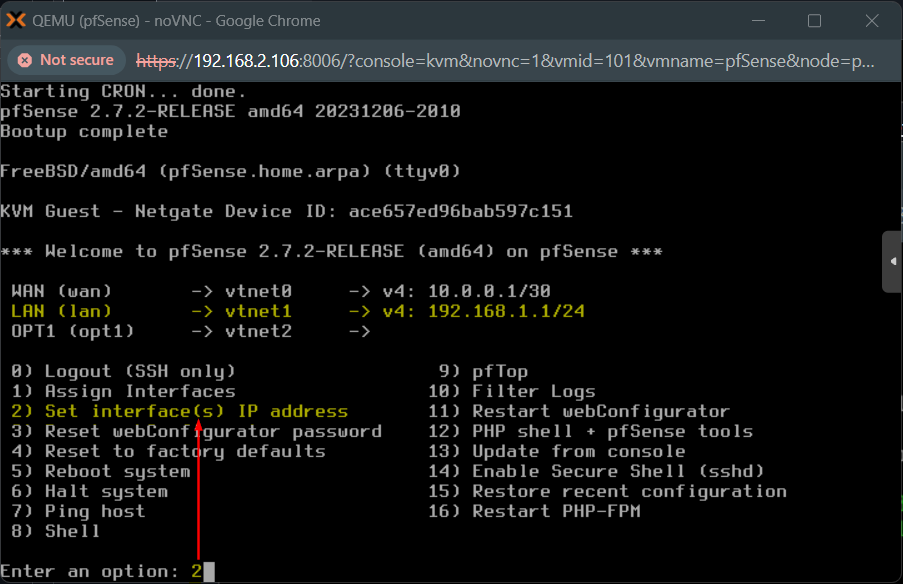 QEMU (pfSense) - noVNC - Google Chrome
Not secure https://192.168.2.106:8006/?console=kvm&novnc=1&vmid=101&vmname=pfSense&node=p...
Starting CRON... done.
pfSense 2.7.2-RELEASE amd64 20231206-2010
Bootup complete
FreeBSD/amd64 (pfSense.home.arpa) (ttyv0)
KVM Guest - Netgate Device ID: ace657ed96bab597c151
*** Welcome to pfSense 2.7.2-RELEASE (amd64) on pfSense ***
WAN (wan) -> vtnet0 -> v4: 10.0.0.1/30
LAN (lan) -> vtnet1 -> v4: 192.168.1.1/24
OPT1 (opt1) -> vtnet2 ->
0) Logout (SSH only) 9) pfTop
1) Assign Interfaces 10) Filter Logs
2) Set interface(s) IP address 11) Restart webConfigurator
3) Reset webConfigurator password 12) PHP shell + pfSense tools
4) Reset to factory defaults 13) Update from console
5) Reboot system 14) Enable Secure Shell (sshd)
6) Halt system 15) Restore recent configuration
7) Ping host 16) Restart PHP-FPM
8) Shell
Enter an option: 2